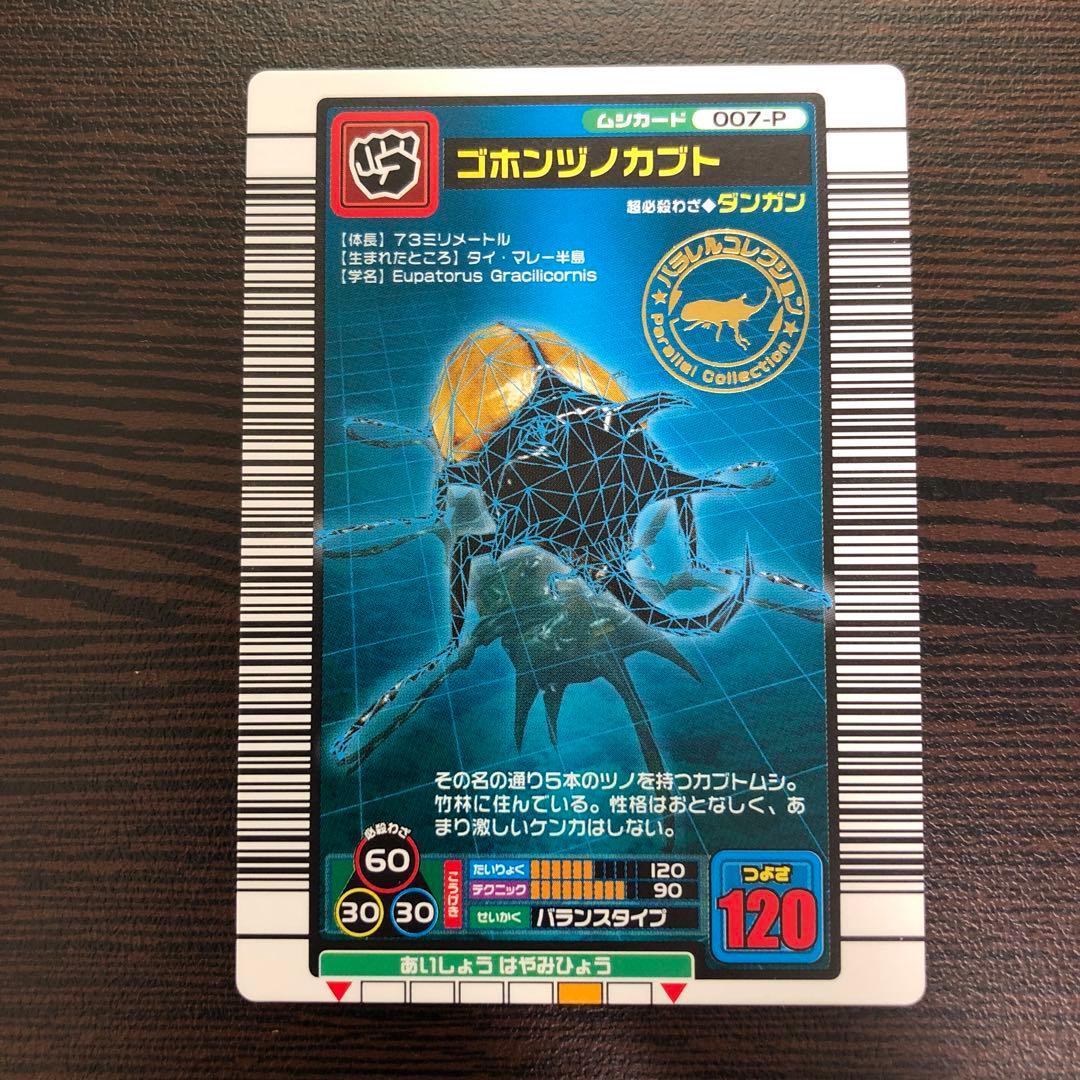 ムシカード 007-P
ゴホンヅノカブト
超必殺わざ◆ダンガン
【体長】73ミリメートル
【生まれたところ】タイ・マレー半島
【学名】Eupatorus Gracilicornis
★パラレルコレクション★
Parallel Collection
その名の通り5本のツノを持つカブトムシ。
竹林に住んでいる。性格はおとなしく、あ
まり激しいケンカはしない。
必殺わざ
60
30 30
こうげき
たいりょく 120
テクニック 90
せいかく バランスタイプ
つよさ
120
あいしょう はやみひょう